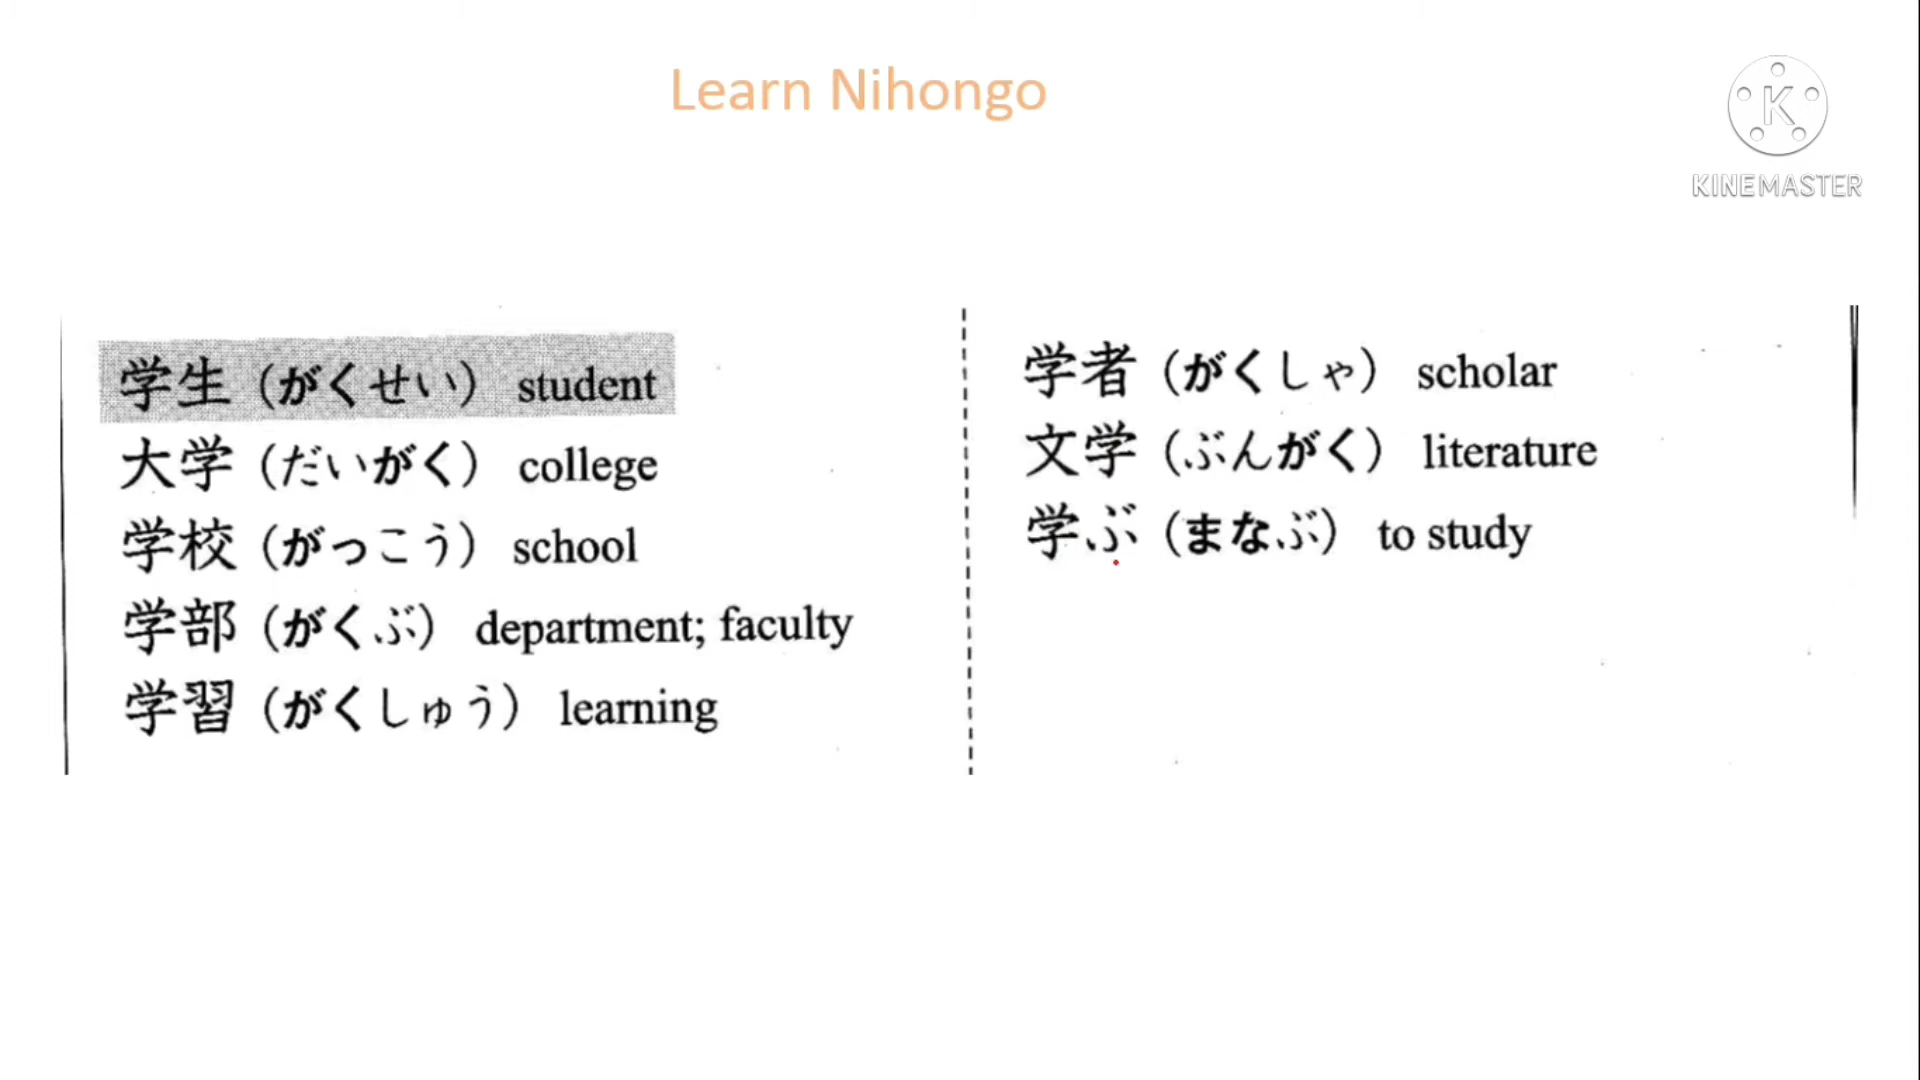 Learn Nihongo
K
KINEMASTER
学生（がくせい） student
大学（だいがく） college
学校（がっこう） school
学部（がくぶ） department; faculty
学習（がくしゅう） learning
学者（がくしゃ） scholar
文学（ぶんがく） literature
学ぶ（まなぶ） to study